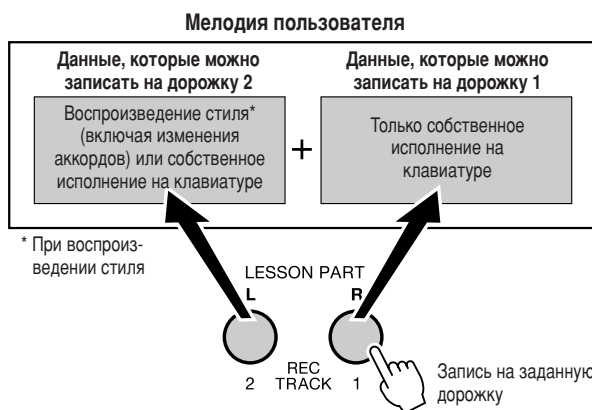 Мелодия пользователя
Данные, которые можно
записать на дорожку 2
Данные, которые можно
записать на дорожку 1
Воспроизведение стиля*
(включая изменения
аккордов) или собственное
исполнение на клавиатуре
+
Только собственное
исполнение на
клавиатуре
* При воспроиз-
ведении стиля
LESSON PART
L R
REC
2 TRACK 1
Запись на заданную
дорожку